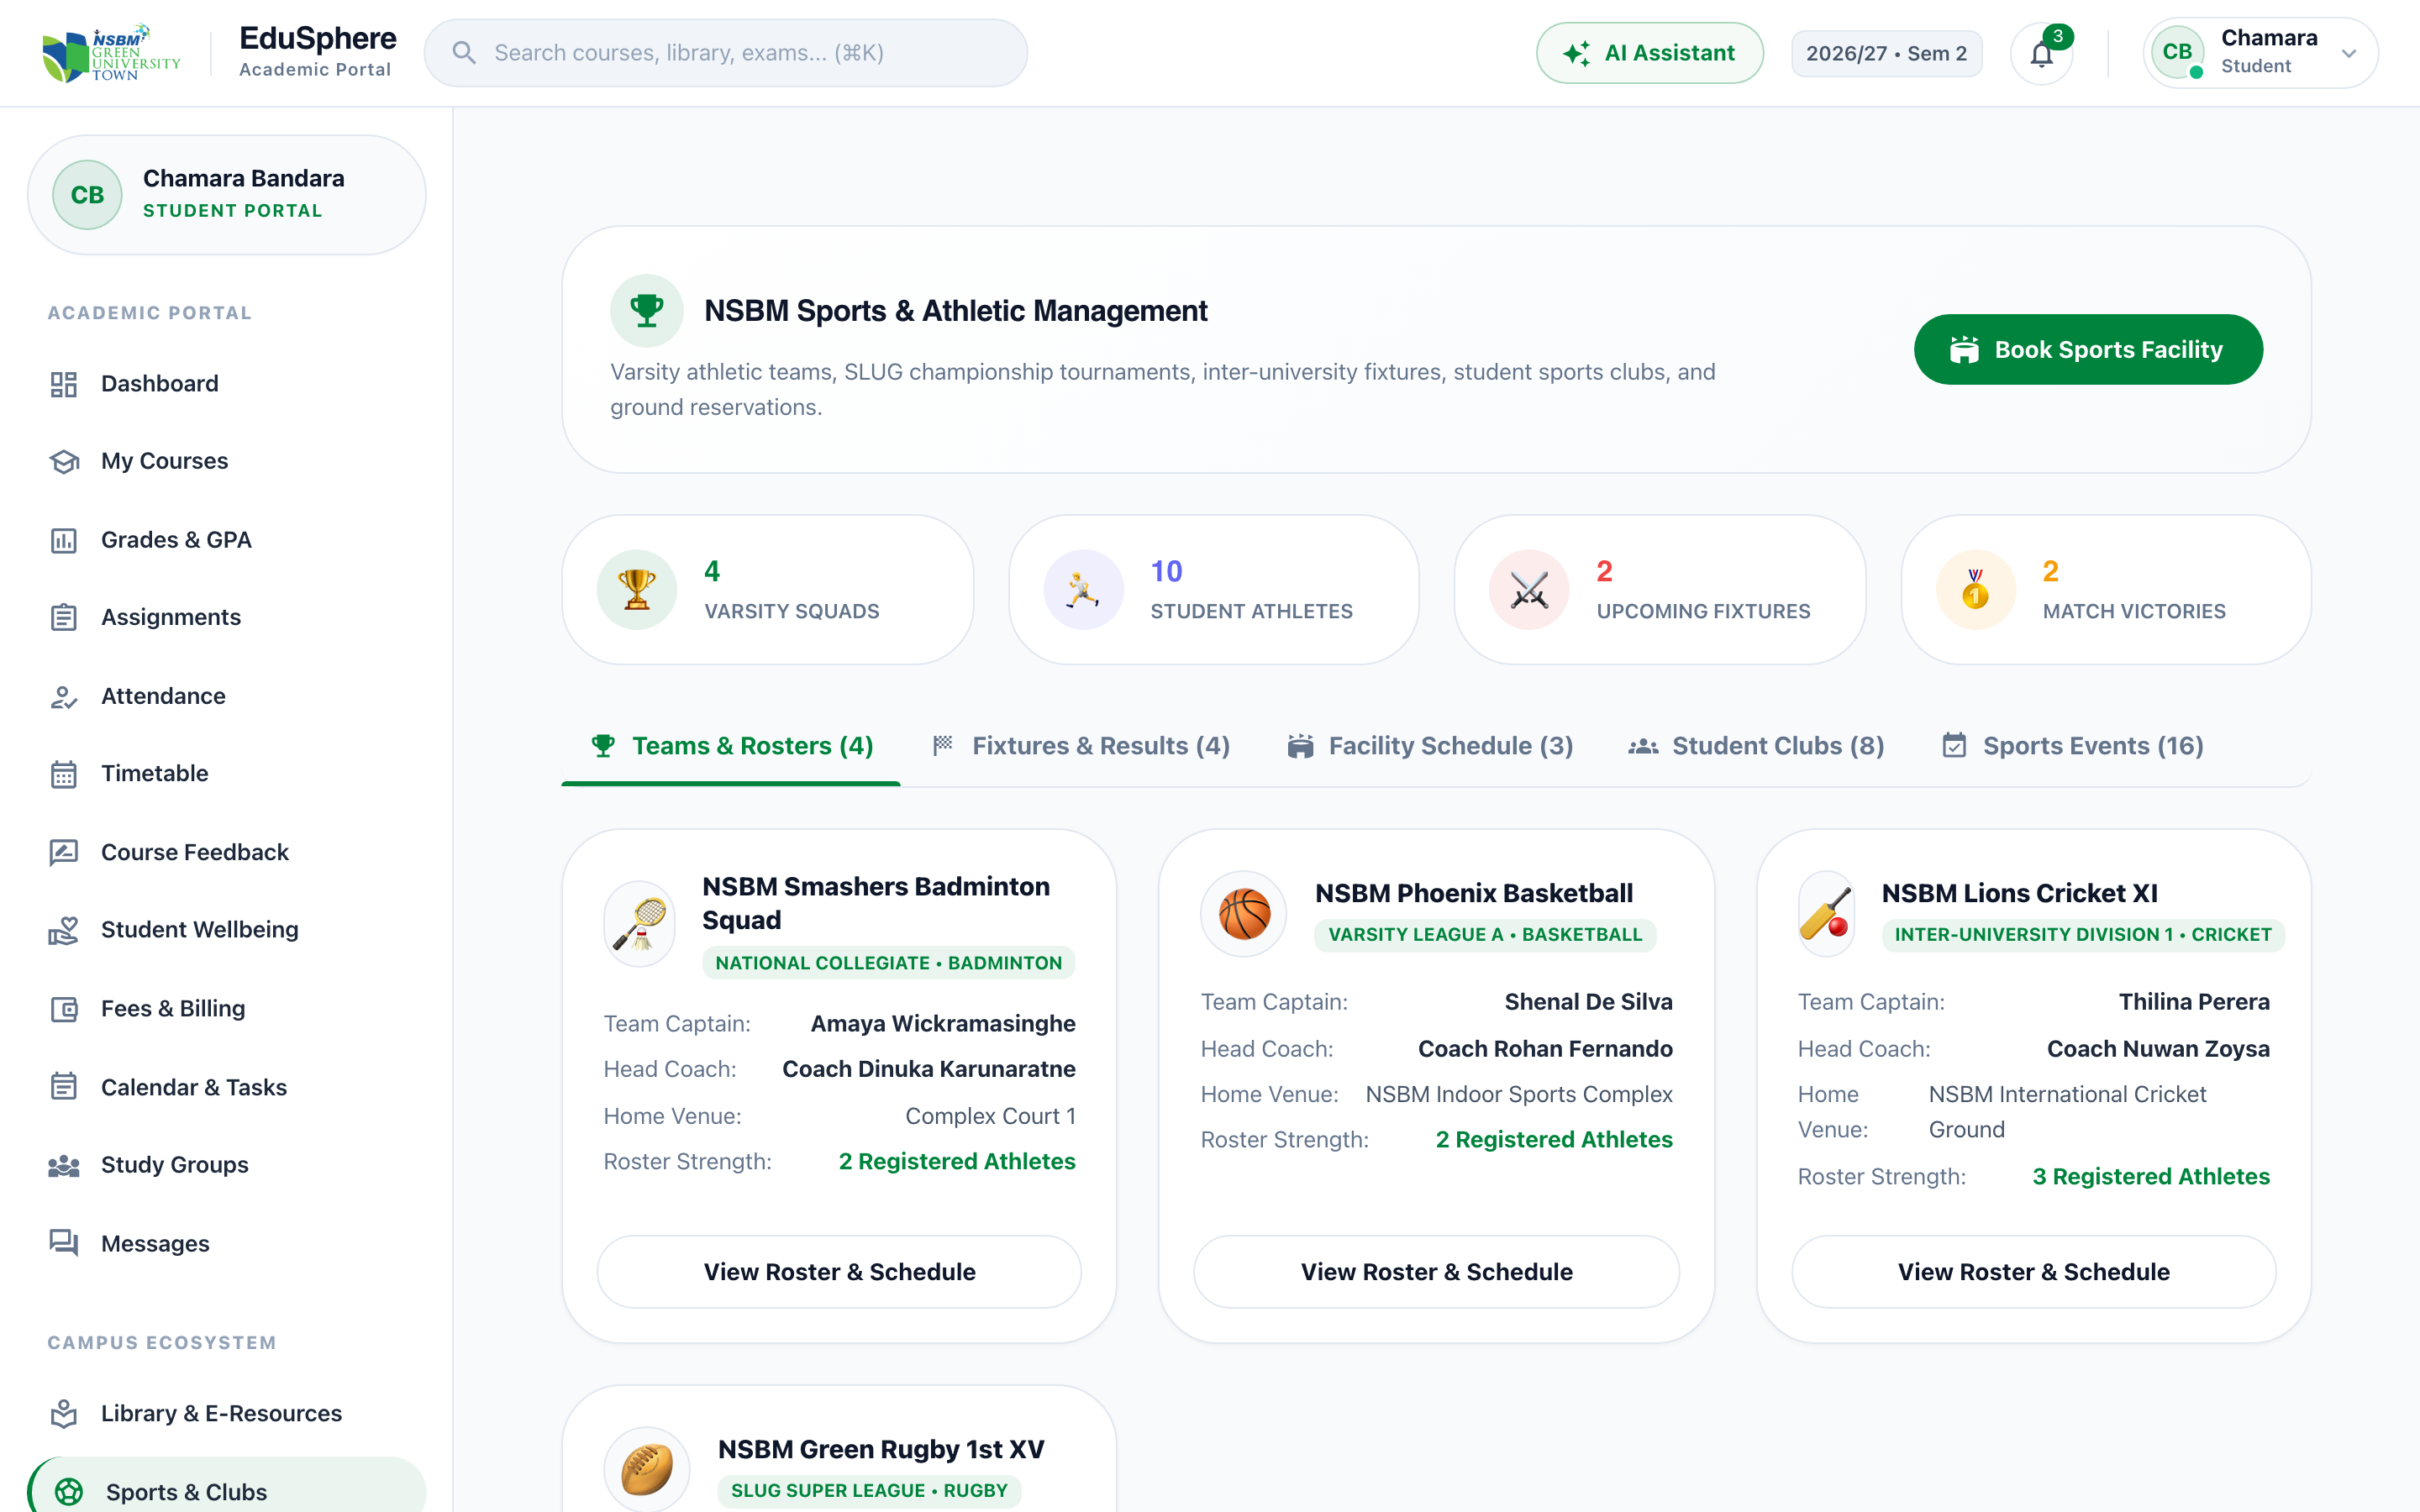 NSBM
GREEN
UNIVERSITY
TOWN
EduSphere
Academic Portal
Search courses, library, exams... (⌘K)
AI Assistant
2026/27 • Sem 2
3
CB
Chamara
Student
CB
Chamara Bandara
STUDENT PORTAL
ACADEMIC PORTAL
Dashboard
My Courses
Grades & GPA
Assignments
Attendance
Timetable
Course Feedback
Student Wellbeing
Fees & Billing
Calendar & Tasks
Study Groups
Messages
CAMPUS ECOSYSTEM
Library & E-Resources
Sports & Clubs
NSBM Sports & Athletic Management
Varsity athletic teams, SLUG championship tournaments, inter-university fixtures, student sports clubs, and
ground reservations.
Book Sports Facility
4
VARSITY SQUADS
10
STUDENT ATHLETES
2
UPCOMING FIXTURES
1
2
MATCH VICTORIES
Teams & Rosters (4)
Fixtures & Results (4)
Facility Schedule (3)
Student Clubs (8)
Sports Events (16)
NSBM Smashers Badminton
Squad
NATIONAL COLLEGIATE • BADMINTON
Team Captain: Amaya Wickramasinghe
Head Coach: Coach Dinuka Karunaratne
Home Venue: Complex Court 1
Roster Strength: 2 Registered Athletes
View Roster & Schedule
NSBM Phoenix Basketball
VARSITY LEAGUE A • BASKETBALL
Team Captain: Shenal De Silva
Head Coach: Coach Rohan Fernando
Home Venue: NSBM Indoor Sports Complex
Roster Strength: 2 Registered Athletes
View Roster & Schedule
NSBM Lions Cricket XI
INTER-UNIVERSITY DIVISION 1 • CRICKET
Team Captain: Thilina Perera
Head Coach: Coach Nuwan Zoysa
Home Venue: NSBM International Cricket
Ground
Roster Strength: 3 Registered Athletes
View Roster & Schedule
NSBM Green Rugby 1st XV
SLUG SUPER LEAGUE • RUGBY